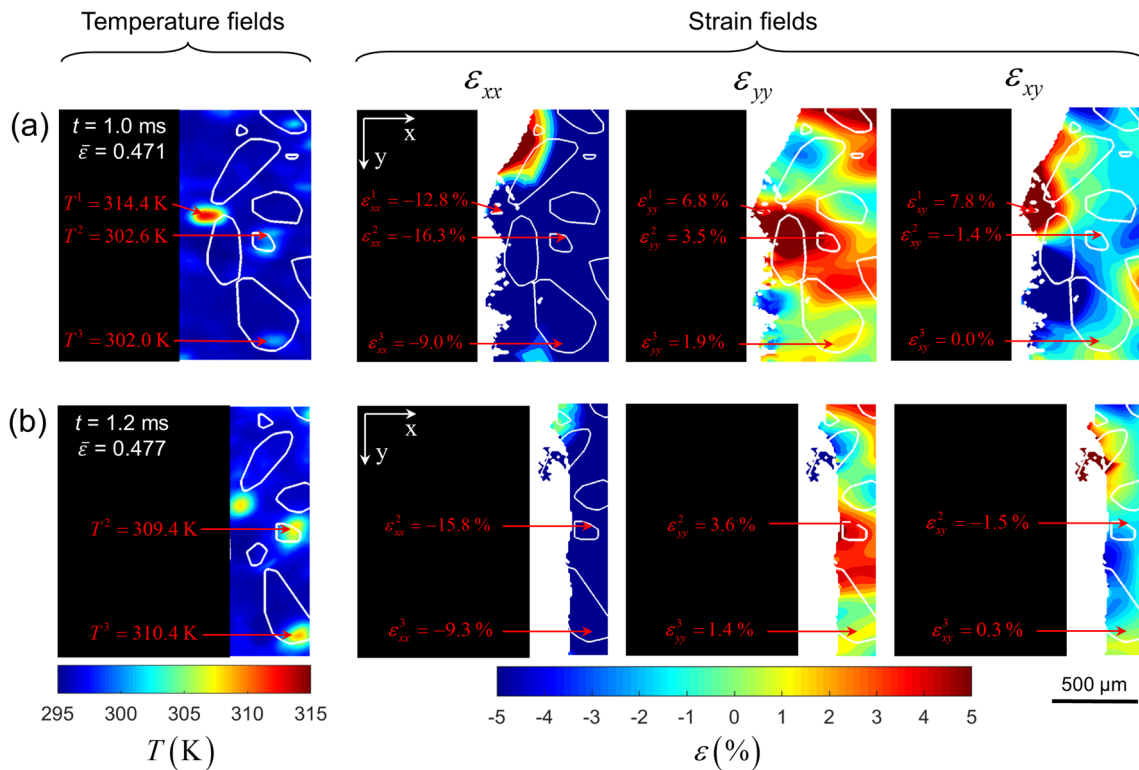 Temperature fields Strain fields
εxx εyy εxy
(a)
t = 1.0 ms
ε̄ = 0.471
T¹ = 314.4 K
T² = 302.6 K
T³ = 302.0 K
x
y
ε¹xx = −12.8 %
ε²xx = −16.3 %
ε³xx = −9.0 %
ε¹yy = 6.8 %
ε²yy = 3.5 %
ε³yy = 1.9 %
ε¹xy = 7.8 %
ε²xy = −1.4 %
ε³xy = 0.0 %
(b)
t = 1.2 ms
ε̄ = 0.477
T² = 309.4 K
T³ = 310.4 K
x
y
ε²xx = −15.8 %
ε³xx = −9.3 %
ε²yy = 3.6 %
ε³yy = 1.4 %
ε²xy = −1.5 %
ε³xy = 0.3 %
295 300 305 310 315
T (K)
-5 -4 -3 -2 -1 0 1 2 3 4 5
ε(%)
500 µm